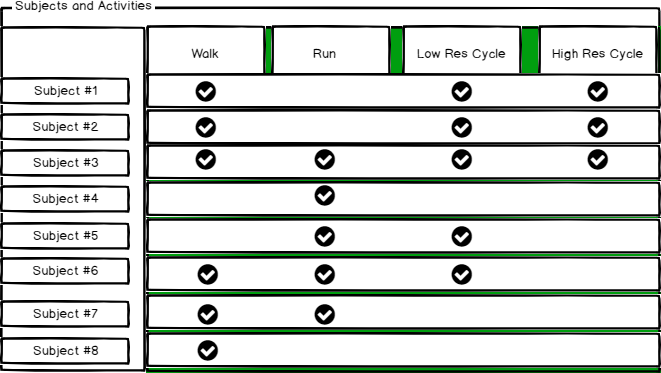 Subjects and Activities
Walk Run Low Res Cycle High Res Cycle
Subject #1
Subject #2
Subject #3
Subject #4
Subject #5
Subject #6
Subject #7
Subject #8